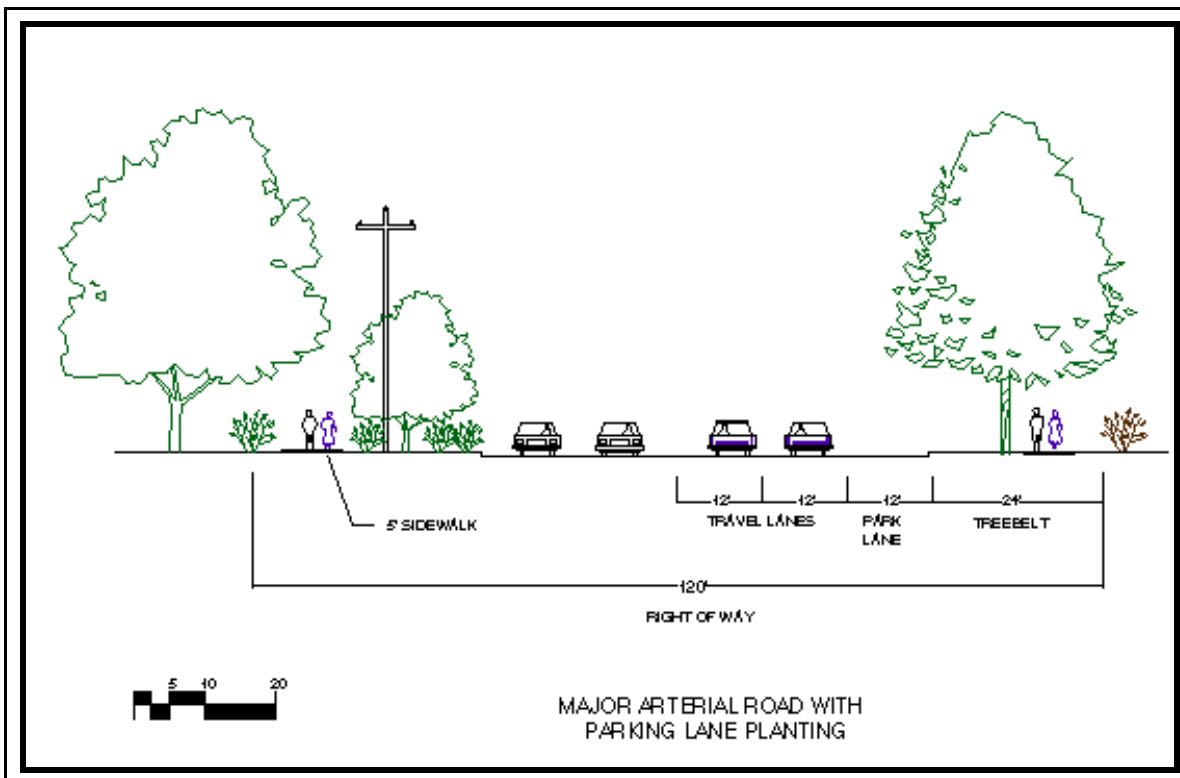 12' 12' 12' 24'
TRAVEL LANES PARK LANE TREEBELT
5' SIDEWALK
120'
RIGHT OF WAY
5 10 20
MAJOR ARTERIAL ROAD WITH
PARKING LANE PLANTING